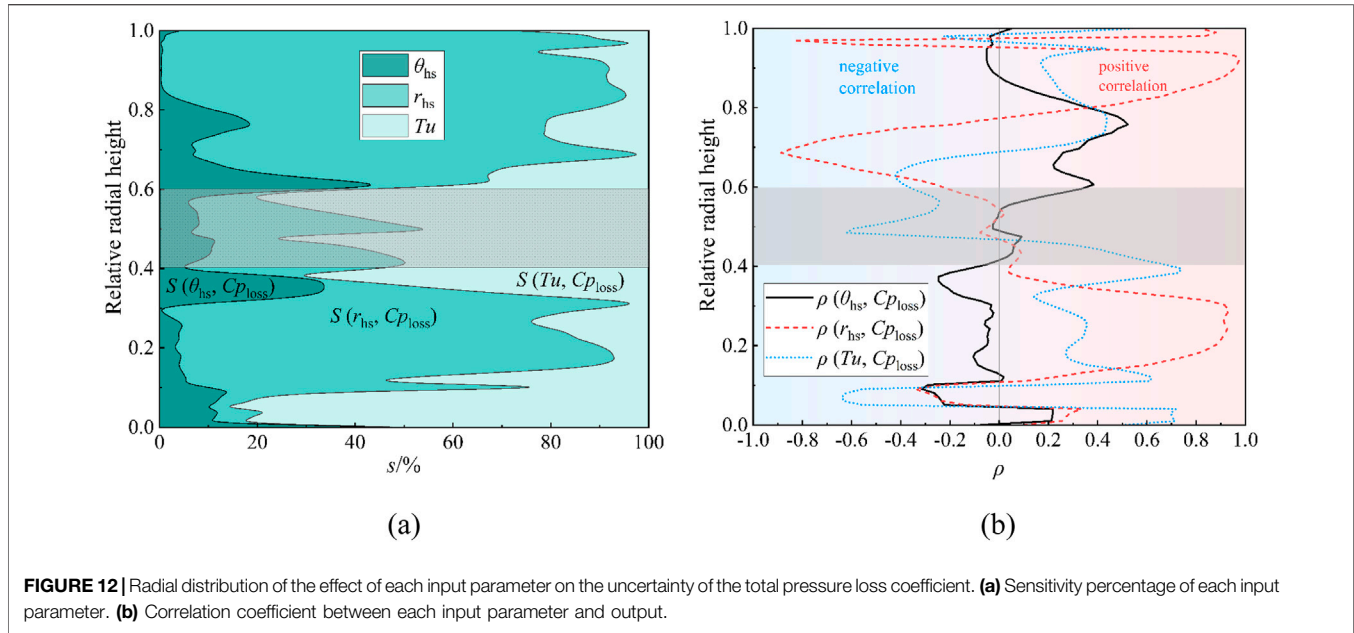 (a)
1.0
0.8
0.6
0.4
0.2
0.0
Relative radial height
θhs
rhs
Tu
S (θhs, Cploss)
S (rhs, Cploss)
S (Tu, Cploss)
0
20
40
60
80
100
s/%
(a)
(b)
1.0
0.8
0.6
0.4
0.2
0.0
Relative radial height
negative
correlation
positive
correlation
ρ (θhs, Cploss)
ρ (rhs, Cploss)
ρ (Tu, Cploss)
-1.0
-0.8
-0.6
-0.4
-0.2
0.0
0.2
0.4
0.6
0.8
1.0
ρ
(b)
FIGURE 12 | Radial distribution of the effect of each input parameter on the uncertainty of the total pressure loss coefficient. (a) Sensitivity percentage of each input
parameter. (b) Correlation coefficient between each input parameter and output.